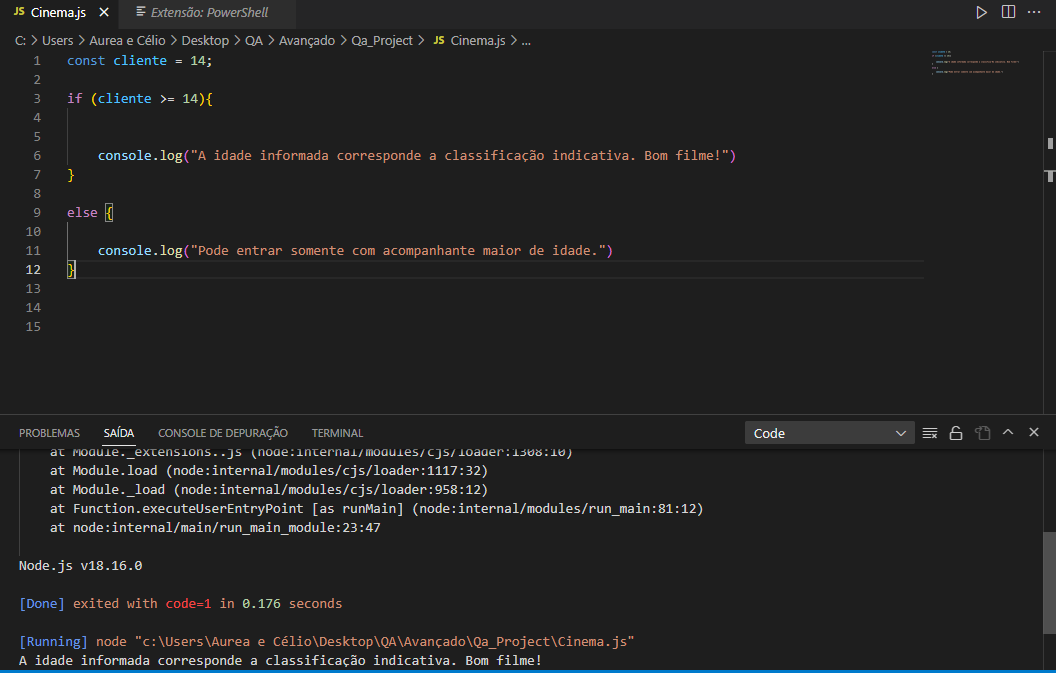 JS Cinema.js × Extensão: PowerShell
C: > Users > Aurea e Célio > Desktop > QA > Avançado > Qa_Project > JS Cinema.js > ...
1 const cliente = 14;
2
3 if (cliente >= 14){
4
5
6 console.log("A idade informada corresponde a classificação indicativa. Bom filme!")
7 }
8
9 else {
10
11 console.log("Pode entrar somente com acompanhante maior de idade.")
12 }
13
14
15
PROBLEMAS SAÍDA CONSOLE DE DEPURAÇÃO TERMINAL Code
at Module._extensions..js (node:internal/modules/cjs/loader:1308:10)
at Module.load (node:internal/modules/cjs/loader:1117:32)
at Module._load (node:internal/modules/cjs/loader:958:12)
at Function.executeUserEntryPoint [as runMain] (node:internal/modules/run_main:81:12)
at node:internal/main/run_main_module:23:47
Node.js v18.16.0
[Done] exited with code=1 in 0.176 seconds
[Running] node "c:\Users\Aurea e Célio\Desktop\QA\Avançado\Qa_Project\Cinema.js"
A idade informada corresponde a classificação indicativa. Bom filme!